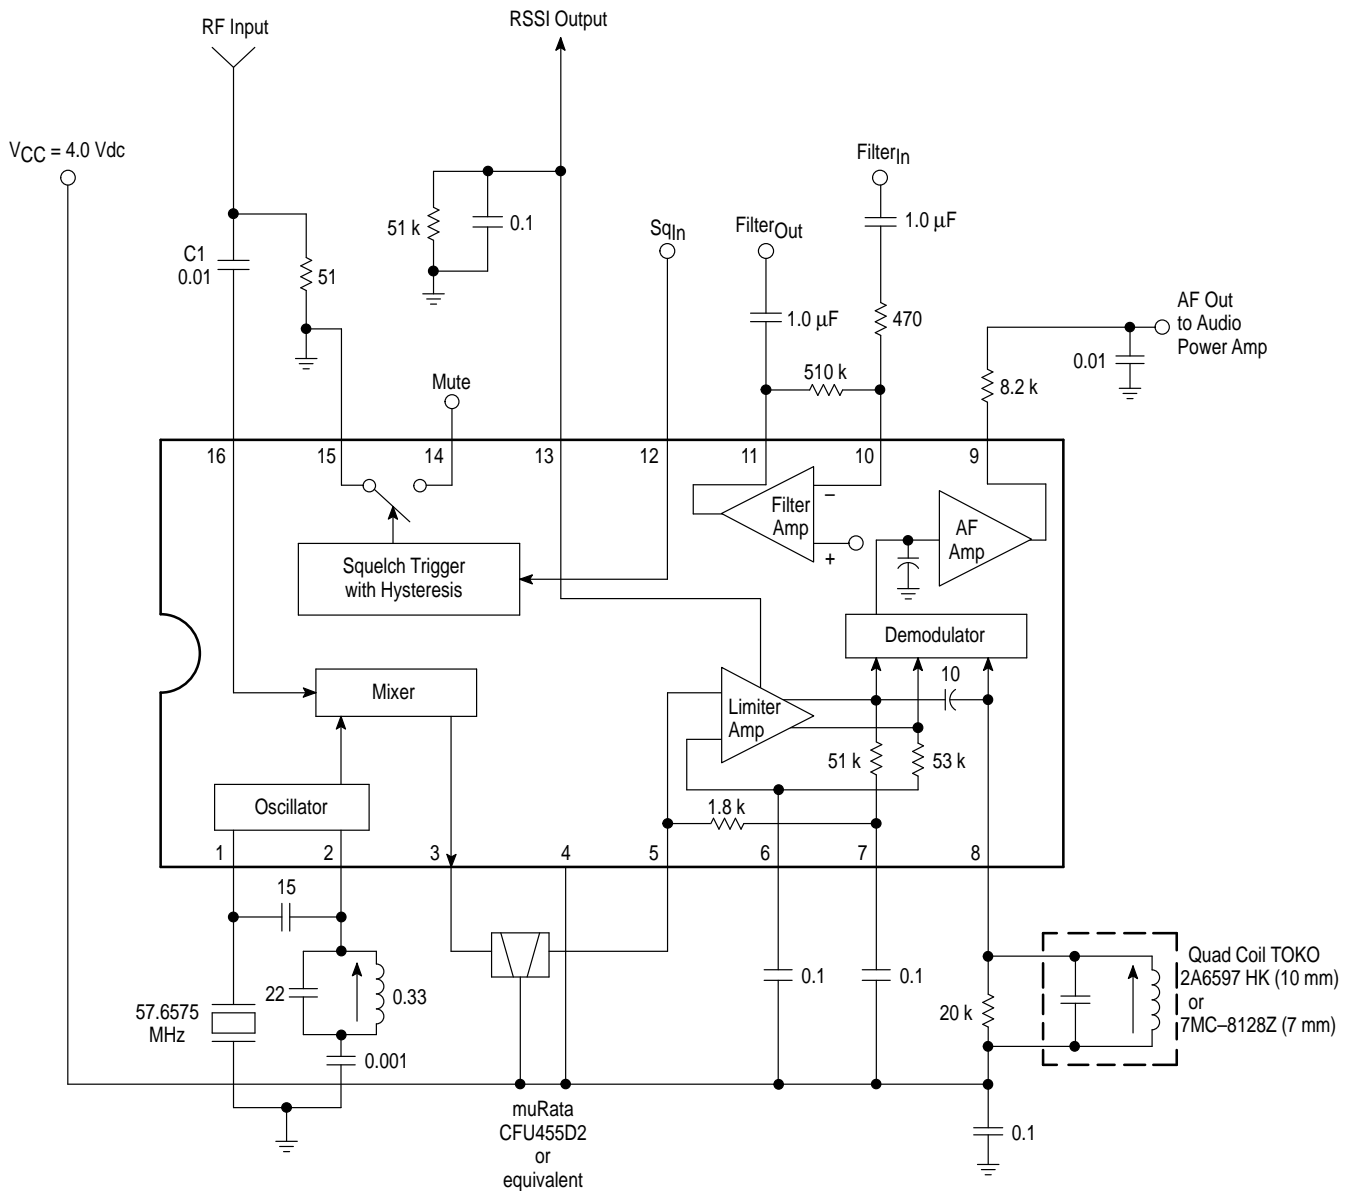 RF Input
RSSI Output
VCC = 4.0 Vdc
FilterIn
C1
0.01
51
51 k
0.1
SqIn
FilterOut
1.0 µF
1.0 µF
470
510 k
AF Out
to Audio
Power Amp
0.01
8.2 k
Mute
16
15
14
13
12
11
10
9
Squelch Trigger
with Hysteresis
Filter
Amp
–
+
AF
Amp
Demodulator
Mixer
Limiter
Amp
10
51 k
53 k
Oscillator
1.8 k
1
2
3
4
5
6
7
8
15
22
0.33
57.6575
MHz
0.001
0.1
0.1
20 k
Quad Coil TOKO
2A6597 HK (10 mm)
or
7MC–8128Z (7 mm)
muRata
CFU455D2
or
equivalent
0.1